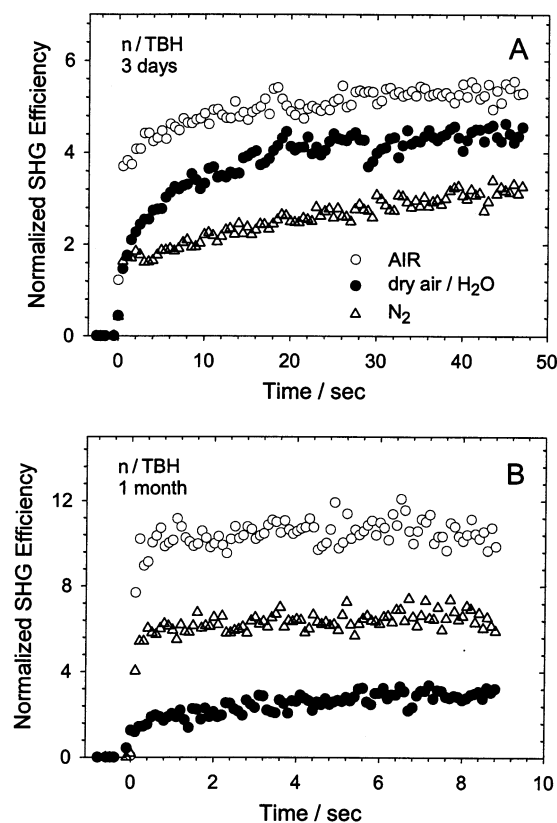 n / TBH
3 days
A
Normalized SHG Efficiency
6
4
2
0
AIR
dry air / H₂O
N₂
0 10 20 30 40 50
Time / sec
n / TBH
1 month
B
Normalized SHG Efficiency
12
8
4
0
0 2 4 6 8 10
Time / sec